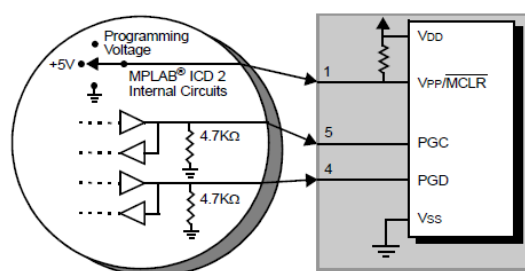 Programming
Voltage
+5V
MPLAB® ICD 2
Internal Circuits
4.7KΩ
4.7KΩ
1
5
4
VDD
VPP/MCLR
PGC
PGD
VSS